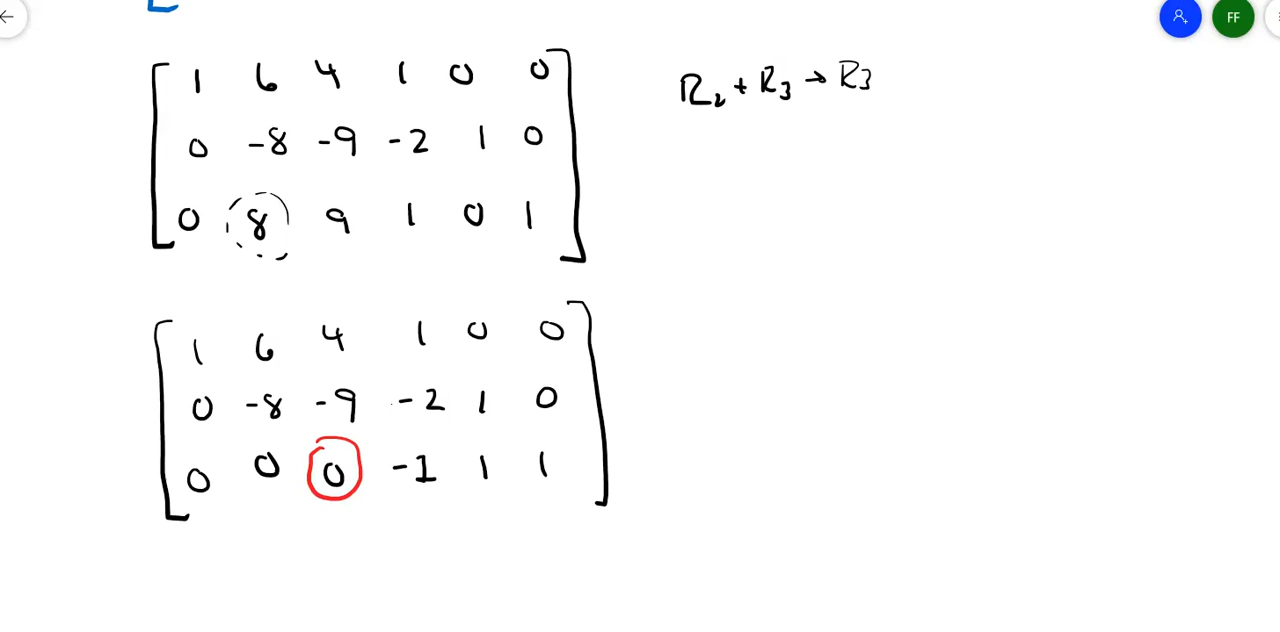 FF
1 6 4 1 0 0
R₂ + R₃ → R₃
0 -8 -9 -2 1 0
0 8 9 1 0 1
1 6 4 1 0 0
0 -8 -9 -2 1 0
0 0 0 -1 1 1